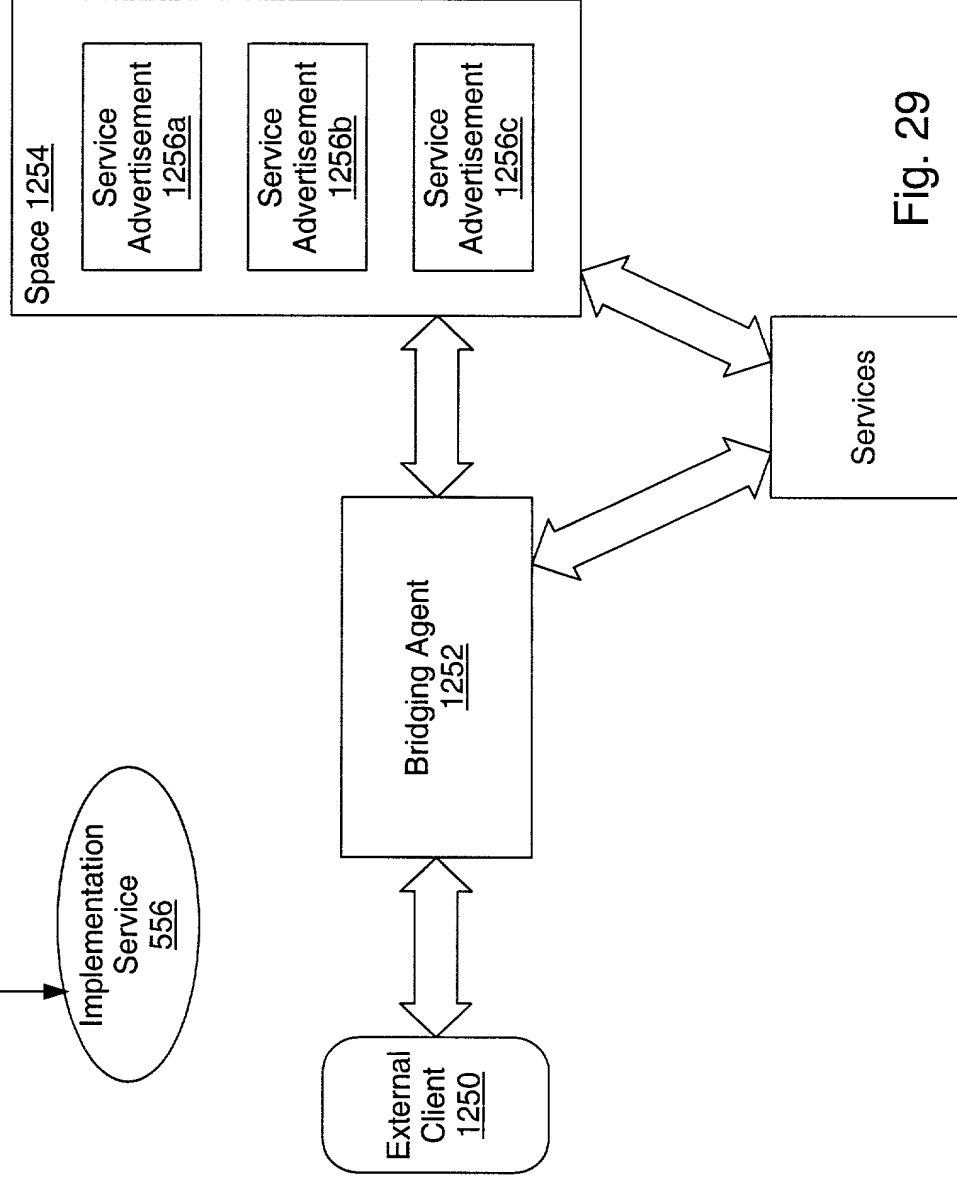 Implementation
Service
556
External
Client
1250
Bridging Agent
1252
Space 1254
Service
Advertisement
1256a
Service
Advertisement
1256b
Service
Advertisement
1256c
Services
Fig. 29